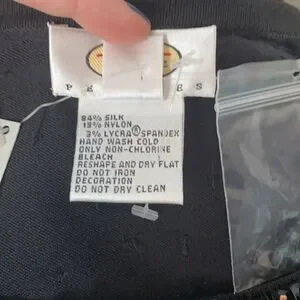 P E
E S
84% SILK
13% NYLON
3% LYCRA® SPANDEX
HAND WASH COLD
ONLY NON-CHLORINE
BLEACH
RESHAPE AND DRY FLAT
DO NOT IRON
DECORATION
DO NOT DRY CLEAN